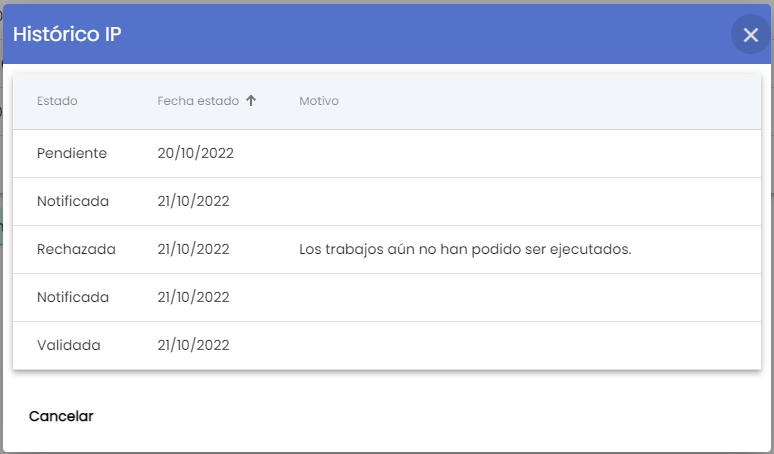 Histórico IP
Estado Fecha estado Motivo
Pendiente 20/10/2022
Notificada 21/10/2022
Rechazada 21/10/2022 Los trabajos aún no han podido ser ejecutados.
Notificada 21/10/2022
Validada 21/10/2022
Cancelar